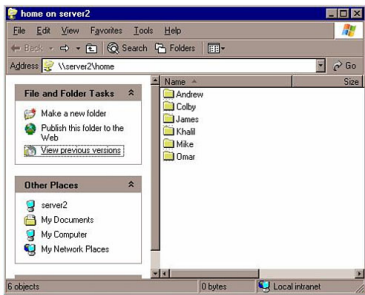 home on server2
File Edit View Favorites Tools Help
Back Search Folders
Address \\server2\home Go
File and Folder Tasks
Make a new folder
Publish this folder to the
Web
View previous versions
Other Places
server2
My Documents
My Computer
My Network Places
Name Size
Andrew
Colby
James
Khalil
Mike
Omar
6 objects 0 bytes Local intranet